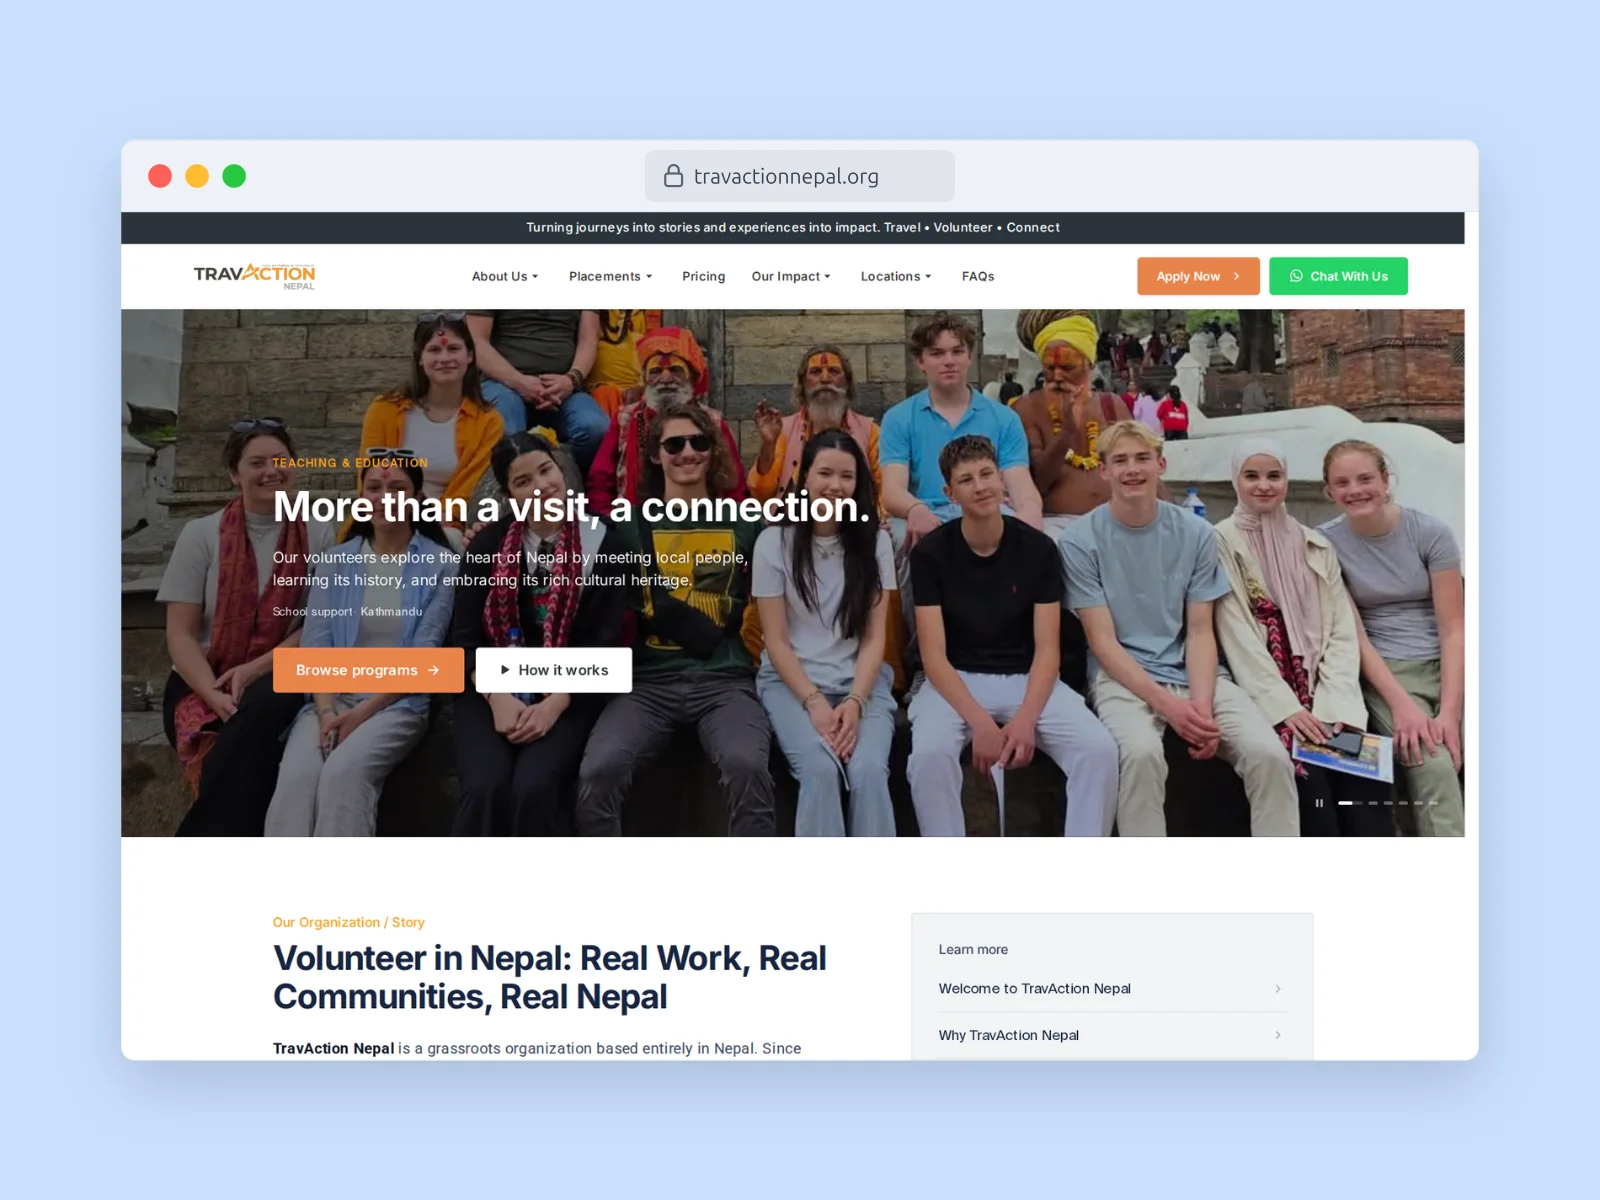 travactionnepal.org
Turning journeys into stories and experiences into impact. Travel • Volunteer • Connect
TRAVACTION
NEPAL
About Us
Placements
Pricing
Our Impact
Locations
FAQs
Apply Now
Chat With Us
TEACHING & EDUCATION
More than a visit, a connection.
Our volunteers explore the heart of Nepal by meeting local people,
learning its history, and embracing its rich cultural heritage.
School support · Kathmandu
Browse programs →
How it works
Our Organization / Story
Volunteer in Nepal: Real Work, Real
Communities, Real Nepal
TravAction Nepal is a grassroots organization based entirely in Nepal. Since
Learn more
Welcome to TravAction Nepal
Why TravAction Nepal